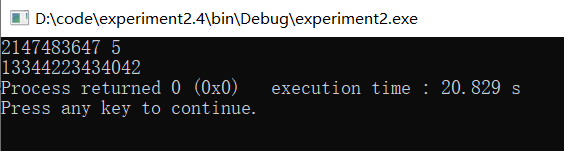 D:\code\experiment2.4\bin\Debug\experiment2.exe
2147483647 5
13344223434042
Process returned 0 (0x0)   execution time : 20.829 s
Press any key to continue.